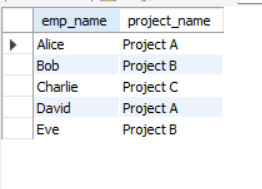 emp_name project_name
Alice Project A
Bob Project B
Charlie Project C
David Project A
Eve Project B